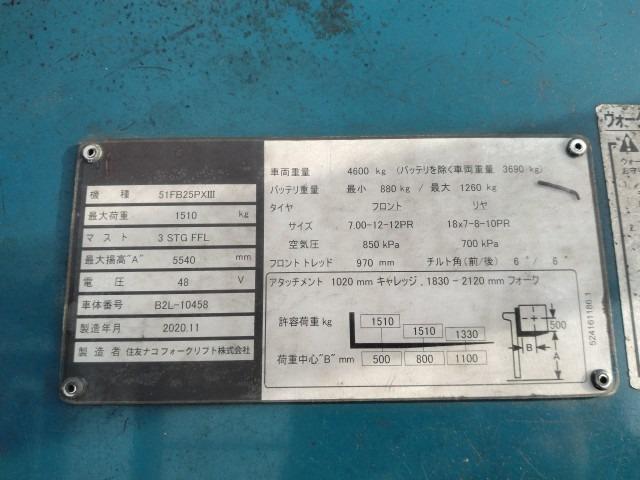 機 種 51FB25PXⅢ
最大荷重 1510 kg
マスト 3 STG FFL
最大揚高"A" 5540 mm
電 圧 48 V
車体番号 B2L-10458
製造年月 2020.11
製造者 住友ナコフォークリフト株式会社
車両重量 4600 kg (バッテリを除く車両重量 3690 kg)
バッテリ重量 最小 880 kg / 最大 1260 kg
タイヤ フロント リヤ
サイズ 7.00-12-12PR 18x7-8-10PR
空気圧 850 kPa 700 kPa
フロントトレッド 970 mm チルト角(前/後) 6°/ 6°
アタッチメント 1020 mm キャレッジ, 1830 - 2120 mm フォーク
許容荷重 kg 1510 1510 1330
荷重中心"B" mm 500 800 1100
500
B
A
524161166.1
ウォー